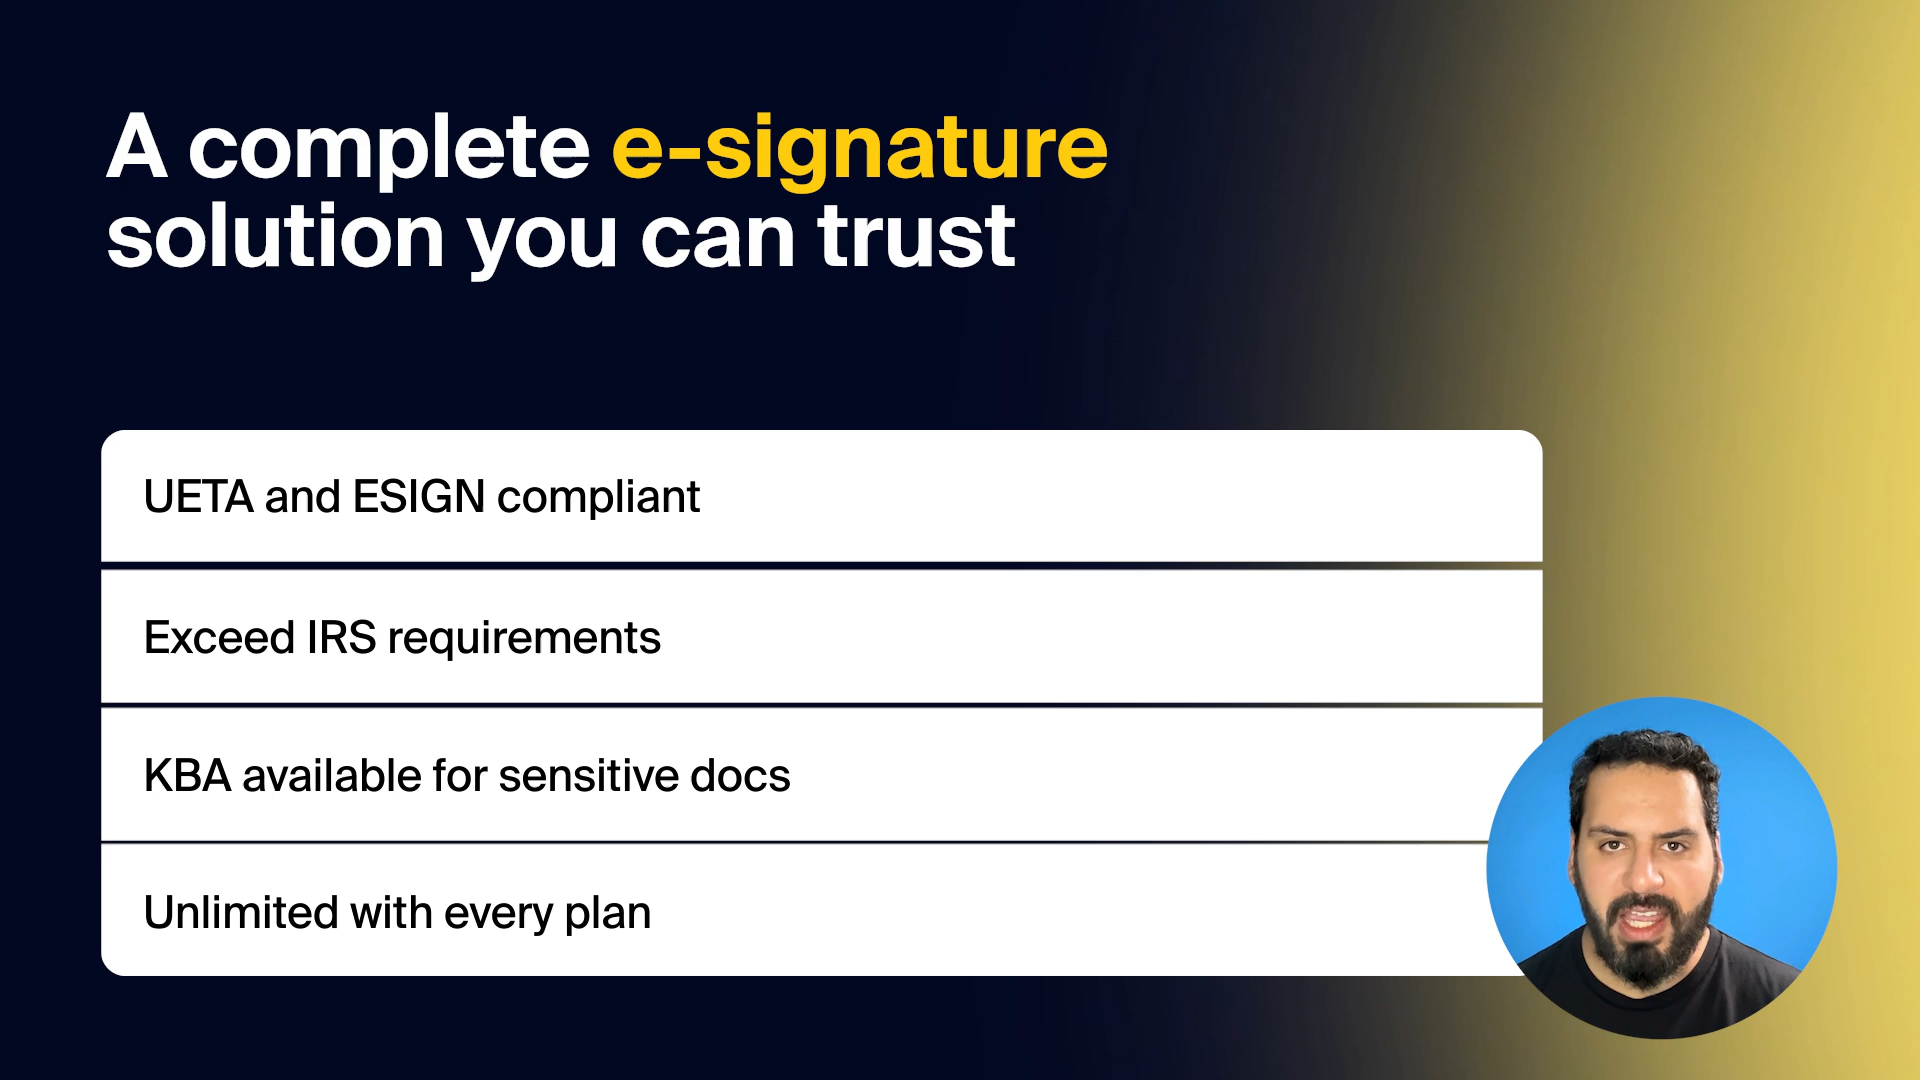 A complete e-signature
solution you can trust
UETA and ESIGN compliant
Exceed IRS requirements
KBA available for sensitive docs
Unlimited with every plan